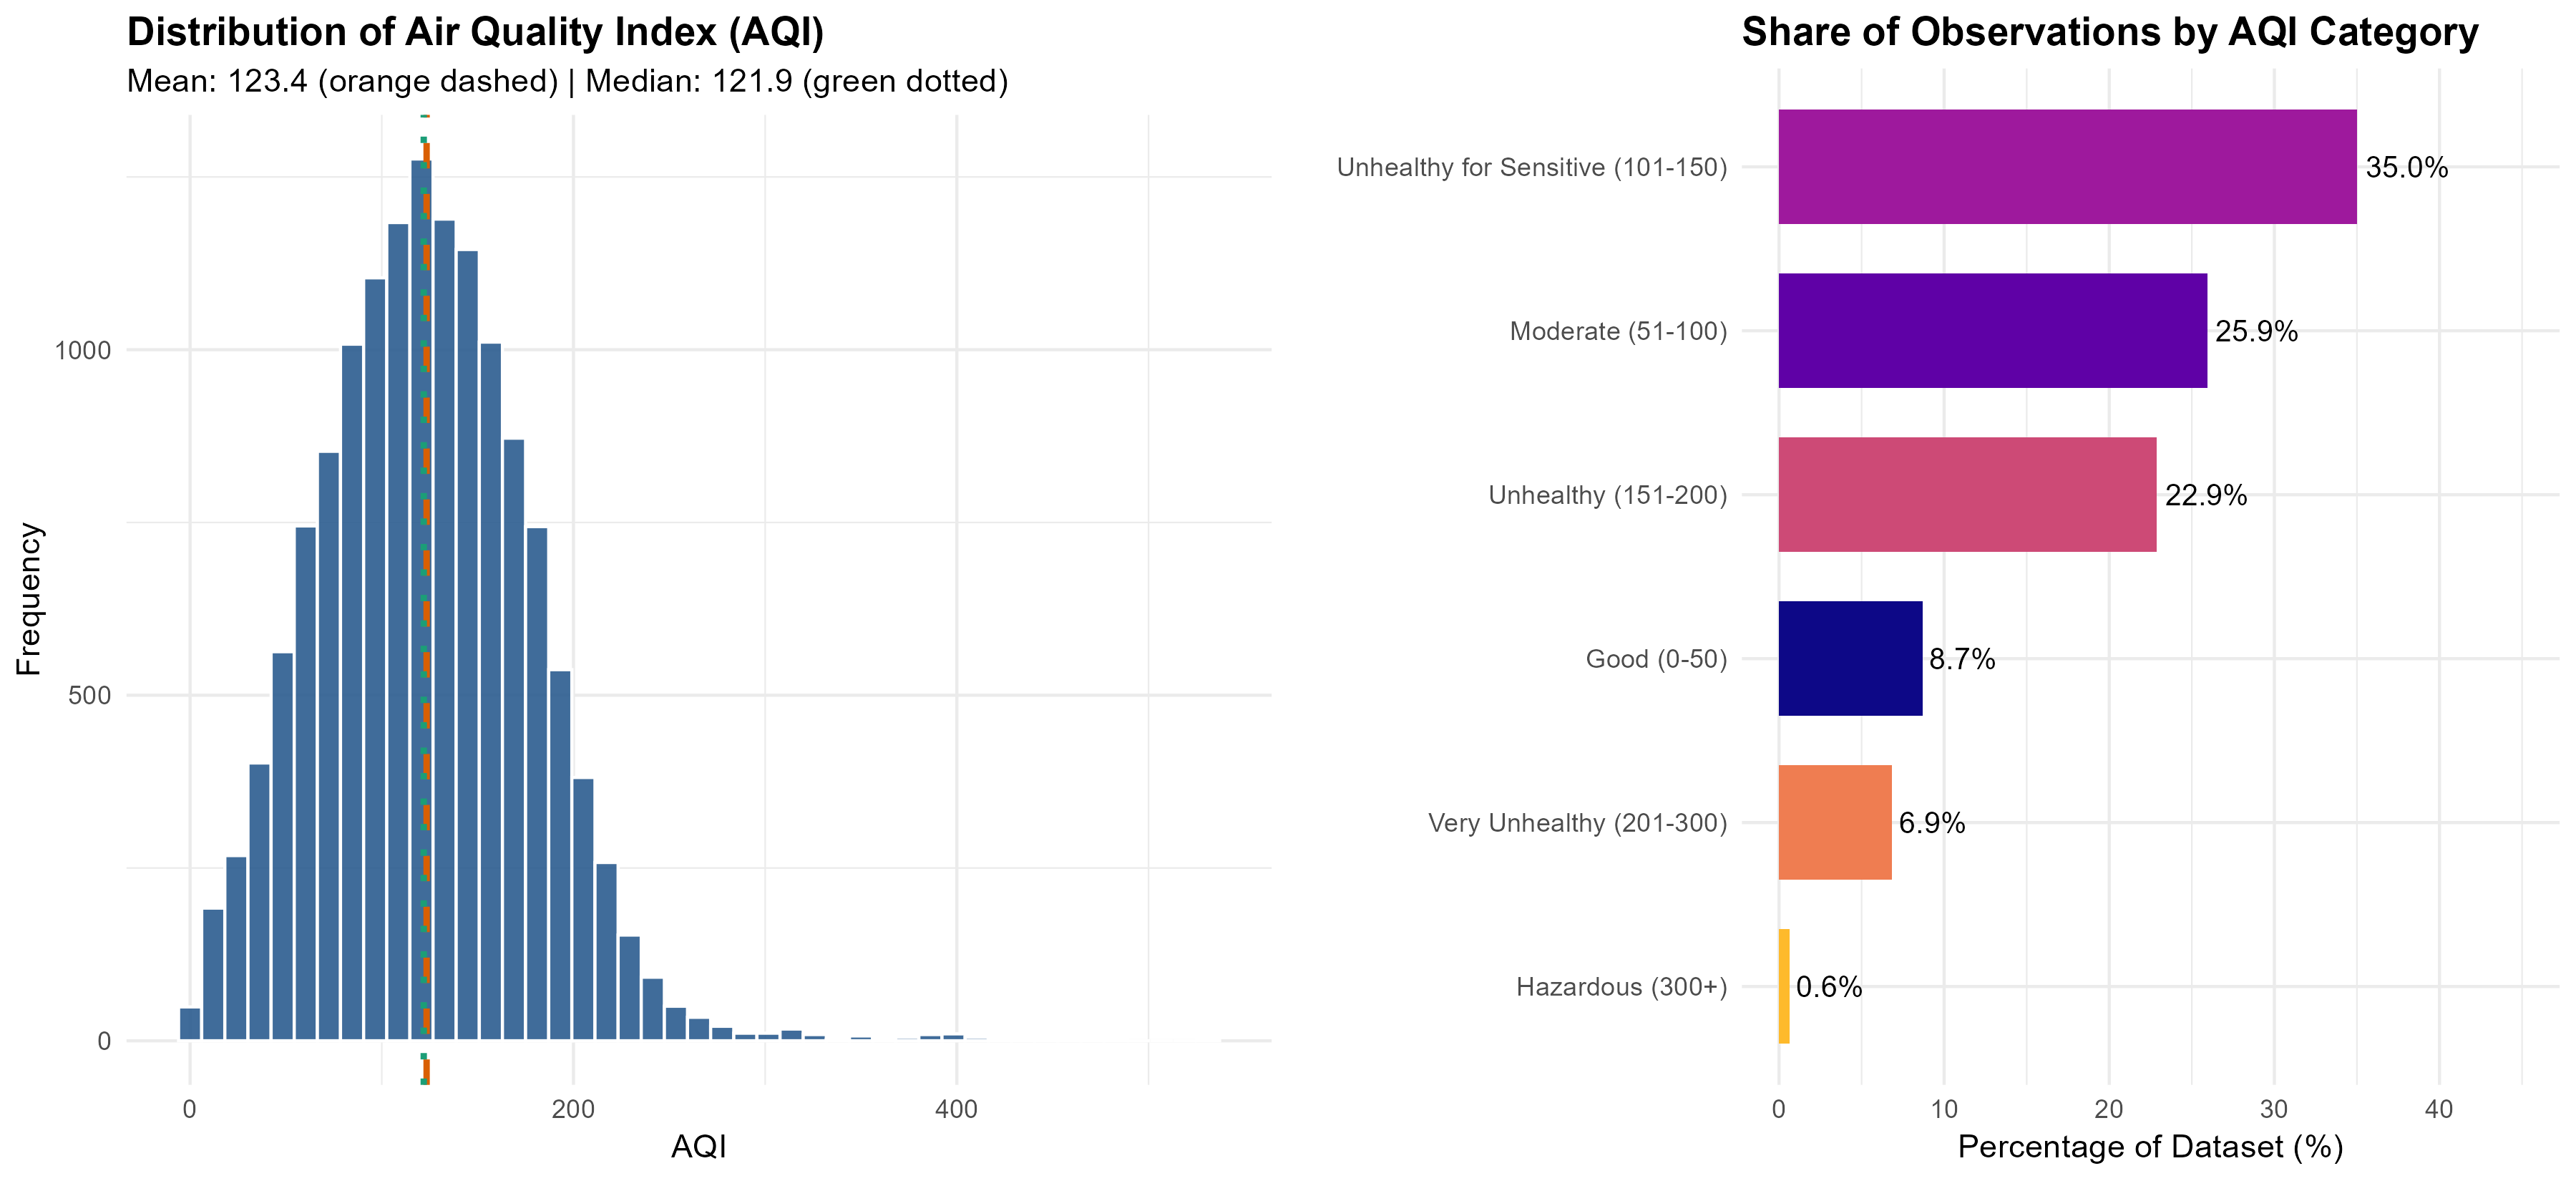 Distribution of Air Quality Index (AQI)
Mean: 123.4 (orange dashed) | Median: 121.9 (green dotted)
Frequency
1000
500
0
0
200
400
AQI
Share of Observations by AQI Category
Unhealthy for Sensitive (101-150)
35.0%
Moderate (51-100)
25.9%
Unhealthy (151-200)
22.9%
Good (0-50)
8.7%
Very Unhealthy (201-300)
6.9%
Hazardous (300+)
0.6%
0
10
20
30
40
Percentage of Dataset (%)